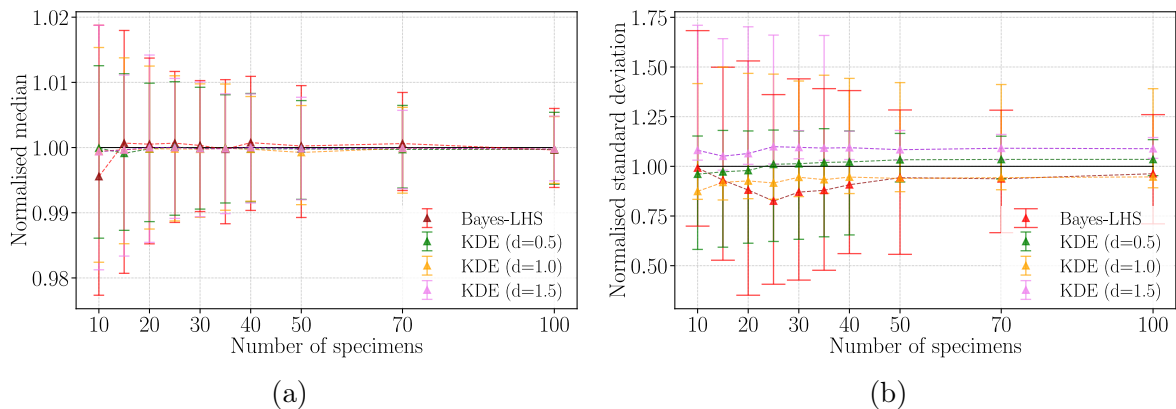 1.02
1.01
1.00
0.99
0.98
Normalised median
Bayes-LHS
KDE (d=0.5)
KDE (d=1.0)
KDE (d=1.5)
10 20 30 40 50 70 100
Number of specimens
(a)
1.75
1.50
1.25
1.00
0.75
0.50
Normalised standard deviation
Bayes-LHS
KDE (d=0.5)
KDE (d=1.0)
KDE (d=1.5)
10 20 30 40 50 70 100
Number of specimens
(b)